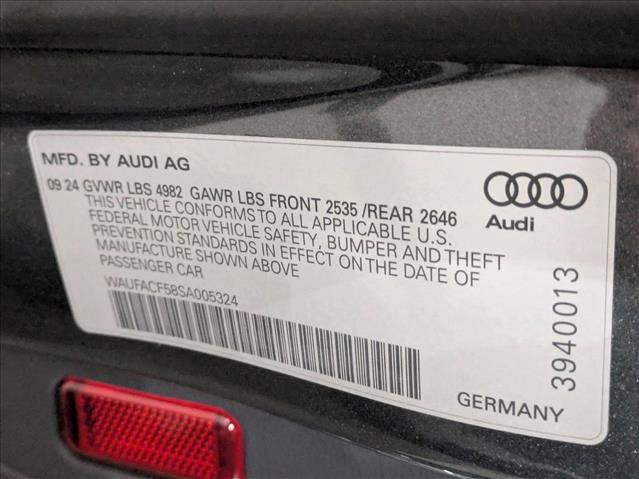 MFD. BY AUDI AG
09 24 GVWR LBS 4982 GAWR LBS FRONT 2535 /REAR 2646
THIS VEHICLE CONFORMS TO ALL APPLICABLE U.S.
FEDERAL MOTOR VEHICLE SAFETY, BUMPER AND THEFT
PREVENTION STANDARDS IN EFFECT ON THE DATE OF
MANUFACTURE SHOWN ABOVE
PASSENGER CAR
WAUFACF58SA005324
Audi
3940013
GERMANY